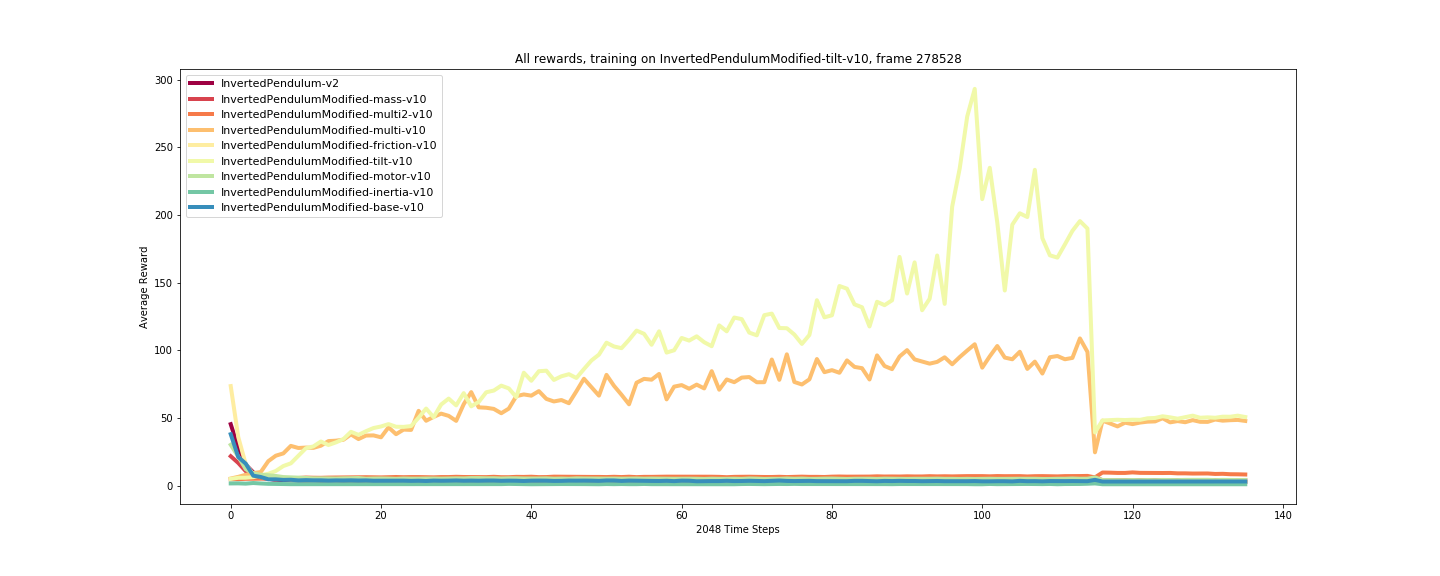 All rewards, training on InvertedPendulumModified-tilt-v10, frame 278528
300
250
200
150
100
50
0
Average Reward
InvertedPendulum-v2
InvertedPendulumModified-mass-v10
InvertedPendulumModified-multi2-v10
InvertedPendulumModified-multi-v10
InvertedPendulumModified-friction-v10
InvertedPendulumModified-tilt-v10
InvertedPendulumModified-motor-v10
InvertedPendulumModified-inertia-v10
InvertedPendulumModified-base-v10
0 20 40 60 80 100 120 140
2048 Time Steps